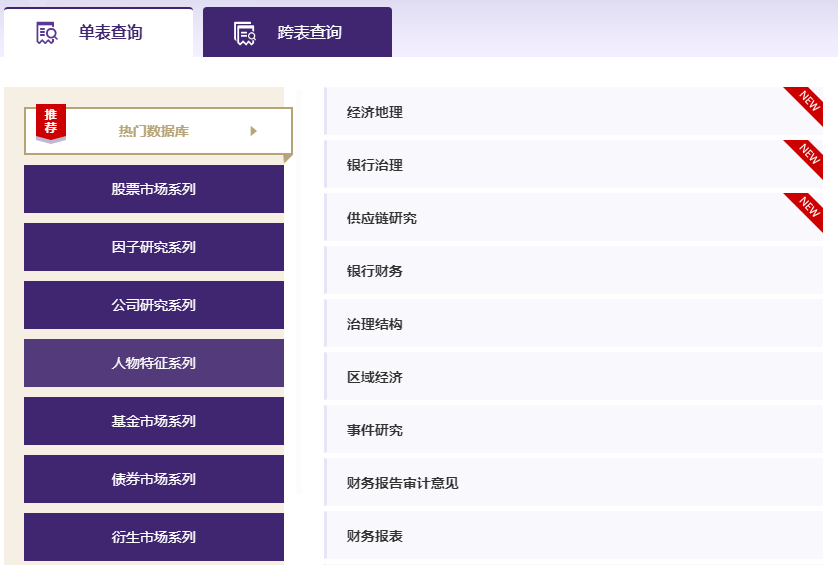 单表查询
跨表查询
推荐
热门数据库
股票市场系列
因子研究系列
公司研究系列
人物特征系列
基金市场系列
债券市场系列
衍生市场系列
经济地理
NEW
银行治理
NEW
供应链研究
NEW
银行财务
治理结构
区域经济
事件研究
财务报告审计意见
财务报表